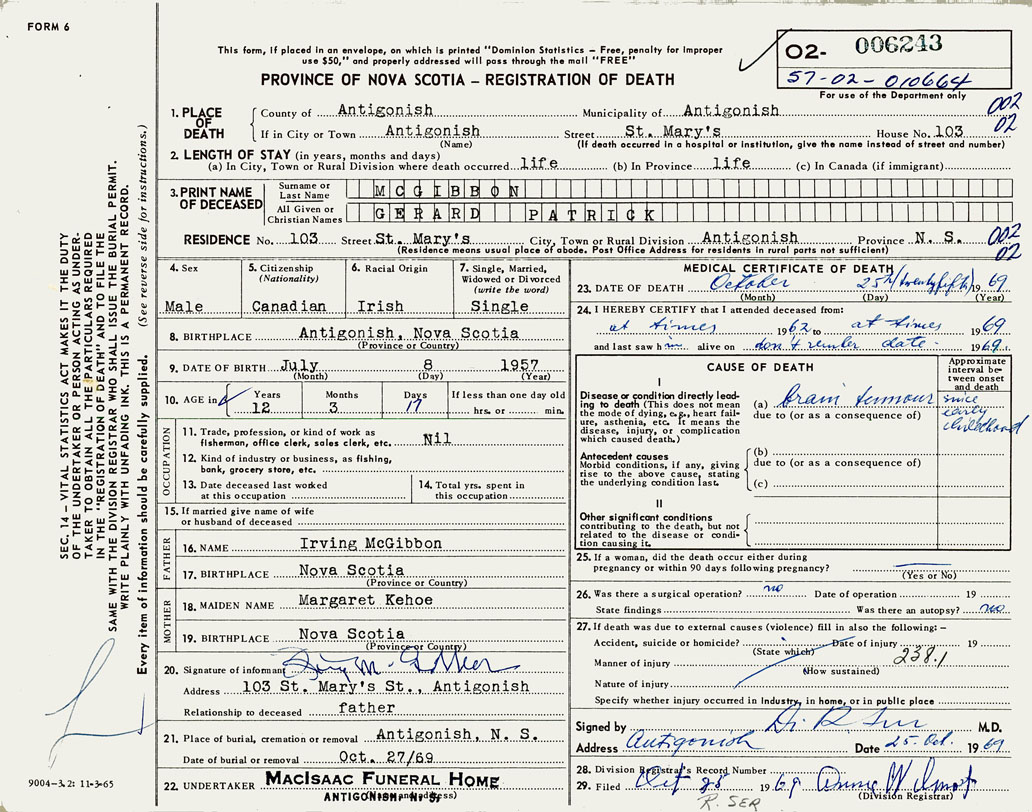 FORM 6
This form, if placed in an envelope, on which is printed "Dominion Statistics – Free, penalty for improper
use $50," and properly addressed will pass through the mail "FREE"
PROVINCE OF NOVA SCOTIA – REGISTRATION OF DEATH
O2- 006243
57-02-010664
For use of the Department only
002
02
1. PLACE OF DEATH
County of Antigonish Municipality of Antigonish
If in City or Town Antigonish Street St. Mary's House No. 103
(Name) (If death occurred in a hospital or institution, give the name instead of street and number)
2. LENGTH OF STAY (in years, months and days)
(a) In City, Town or Rural Division where death occurred life (b) In Province life (c) In Canada (if immigrant)
3. PRINT NAME OF DECEASED
Surname or Last Name MCGIBBON
All Given or Christian Names GERARD PATRICK
RESIDENCE No. 103 Street St. Mary's City, Town or Rural Division Antigonish Province N. S.
(Residence means usual place of abode. Post Office Address for residents in rural parts not sufficient)
002
02
4. Sex
Male
5. Citizenship (Nationality)
Canadian
6. Racial Origin
Irish
7. Single, Married, Widowed or Divorced (write the word)
Single
8. BIRTHPLACE Antigonish, Nova Scotia
(Province or Country)
9. DATE OF BIRTH July 8 1957
(Month) (Day) (Year)
10. AGE in Years Months Days If less than one day old
12 3 17 hrs. or min.
OCCUPATION
11. Trade, profession, or kind of work as
fisherman, office clerk, sales clerk, etc. Nil
12. Kind of industry or business, as fishing,
bank, grocery store, etc.
13. Date deceased last worked
at this occupation
14. Total yrs. spent in
this occupation
15. If married give name of wife
or husband of deceased
FATHER
16. NAME Irving McGibbon
17. BIRTHPLACE Nova Scotia
(Province or Country)
MOTHER
18. MAIDEN NAME Margaret Kehoe
19. BIRTHPLACE Nova Scotia
(Province or Country)
20. Signature of informant
Address 103 St. Mary's St., Antigonish
Relationship to deceased father
21. Place of burial, cremation or removal Antigonish, N. S.
Date of burial or removal Oct. 27/69
22. UNDERTAKER MACISAAC FUNERAL HOME
ANTIGONISH, N. S.
MEDICAL CERTIFICATE OF DEATH
23. DATE OF DEATH October 25th (twenty fifth) 1969
(Month) (Day) (Year)
24. I HEREBY CERTIFY that I attended deceased from:
at times 1962 to at times 1969
and last saw him alive on don't rember date 1969.
CAUSE OF DEATH
Approximate interval between onset and death
I
Disease or condition directly leading to death (This does not
mean the mode of dying, e.g., heart failure, asthenia, etc. It means the
disease, injury, or complication
which caused death.)
(a) brain tumour since early childhood
due to (or as a consequence of)
Antecedent causes
Morbid conditions, if any, giving
rise to the above cause, stating
the underlying condition last.
(b)
due to (or as a consequence of)
(c)
II
Other significant conditions
contributing to the death, but not
related to the disease or condition causing it.
25. If a woman, did the death occur either during
pregnancy or within 90 days following pregnancy?
(Yes or No)
26. Was there a surgical operation? no Date of operation 19
State findings Was there an autopsy? no
27. If death was due to external causes (violence) fill in also the following:–
Accident, suicide or homicide? Date of injury 19
(State which)
Manner of injury 238.1
(How sustained)
Nature of injury
Specify whether injury occurred in Industry, in home, or in public place
Signed by Dr. R M.D.
Address Antigonish Date 25 Oct. 1969
28. Division Registrar's Record Number
29. Filed Oct 28 1969 Anne
(Division Registrar)
R. SER
SEC. 14 – VITAL STATISTICS ACT MAKES IT THE DUTY
OF THE UNDERTAKER OR PERSON ACTING AS UNDER-
TAKER TO OBTAIN ALL THE PARTICULARS REQUIRED
IN THE "REGISTRATION OF DEATH" AND TO FILE THE
SAME WITH THE DIVISION REGISTRAR WHO SHALL ISSUE THE BURIAL PERMIT.
WRITE PLAINLY WITH UNFADING INK. THIS IS A PERMANENT RECORD.
Every item of information should be carefully supplied. (See reverse side for instructions.)
9004-3.2: 11-3-65